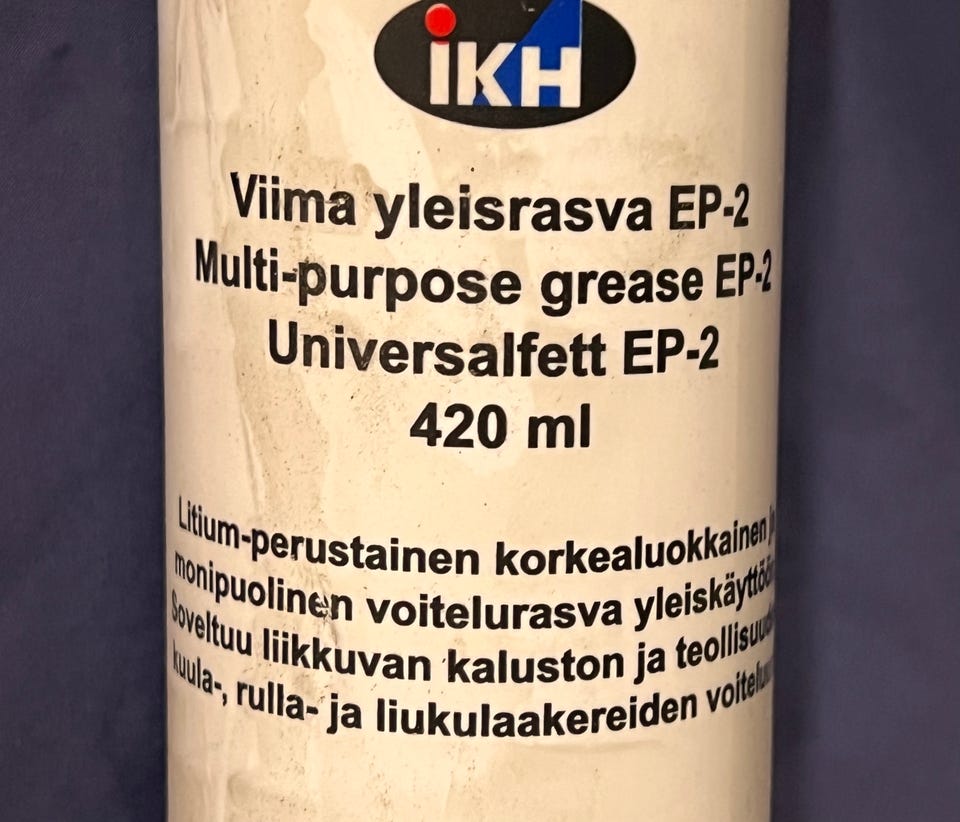 iKH
Viima yleisrasva EP-2
Multi-purpose grease EP-2
Universalfett EP-2
420 ml
Litium-perustainen korkealuokkainen
monipuolinen voitelurasva
Soveltuu liikkuvan kaluston ja
kuula-, rulla- ja liukulaakereiden